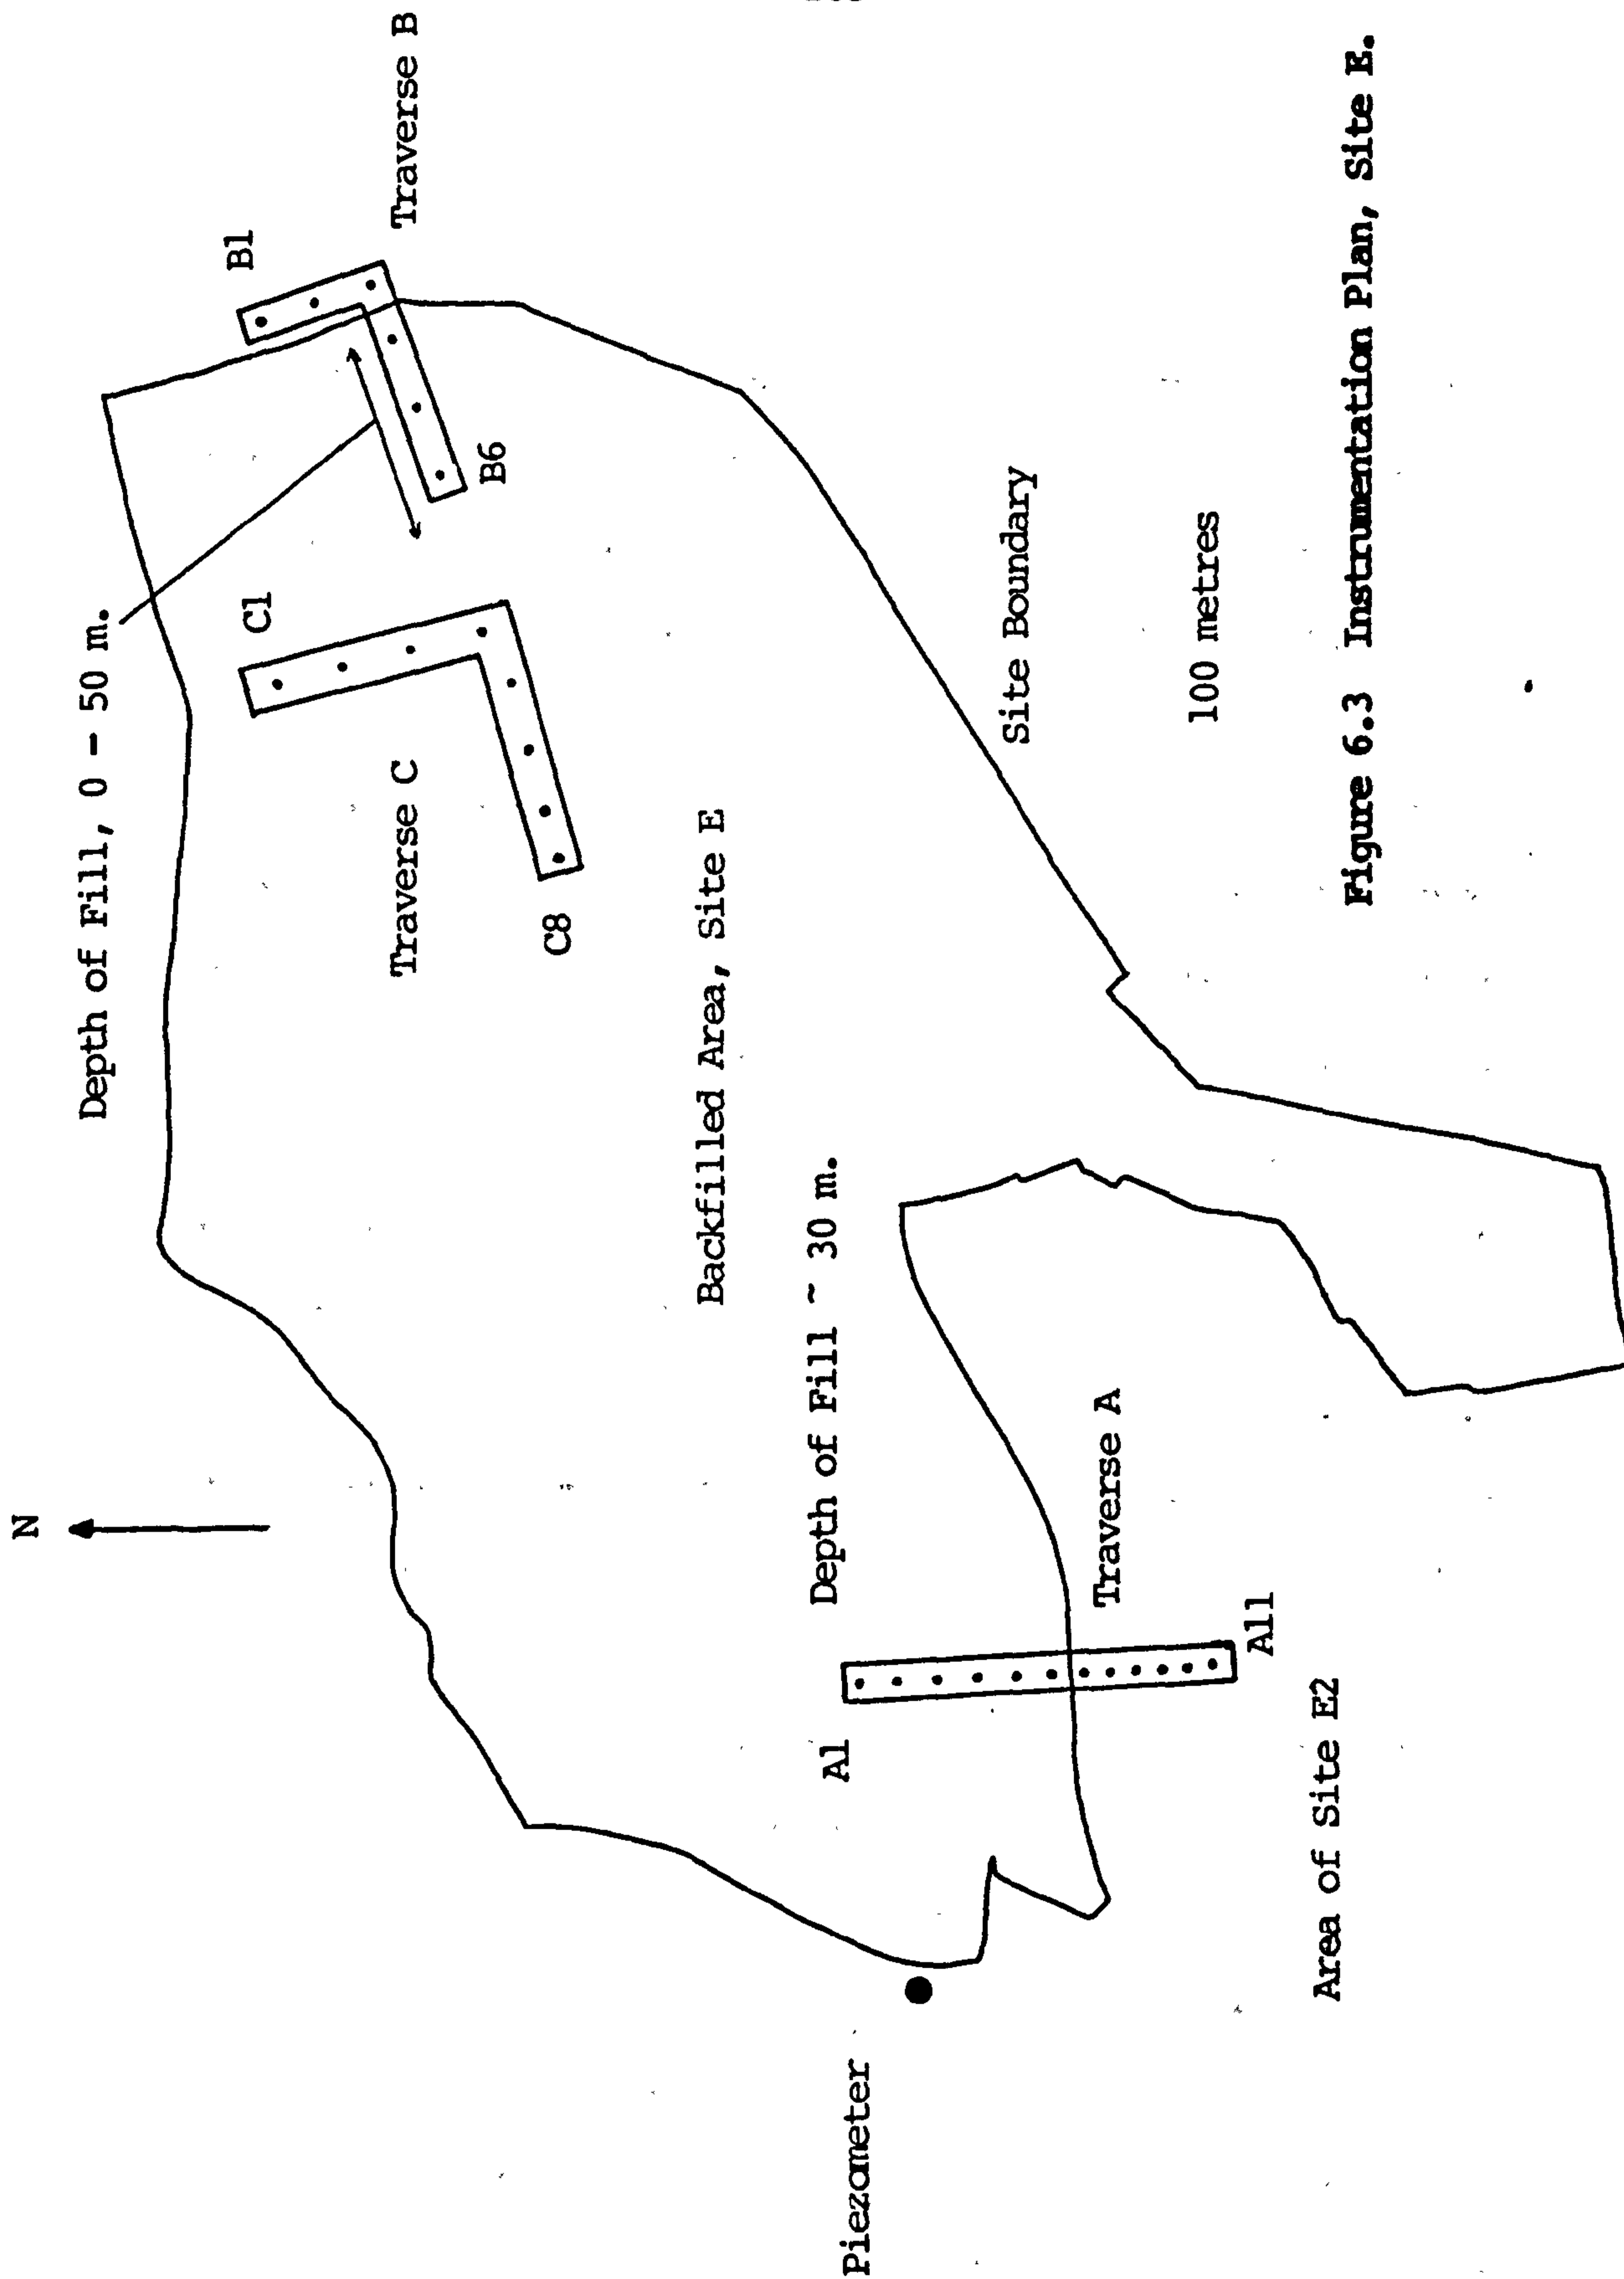 N
Depth of Fill, 0 - 50 m.
B1
C1
Traverse B
Traverse C
B6
C8
Backfilled Area, Site E
Depth of Fill ~ 30 m.
A1
Piezometer
Site Boundary
Traverse A
100 metres
A11
Area of Site E2
Figure 6.3 Instrumentation Plan, Site E.